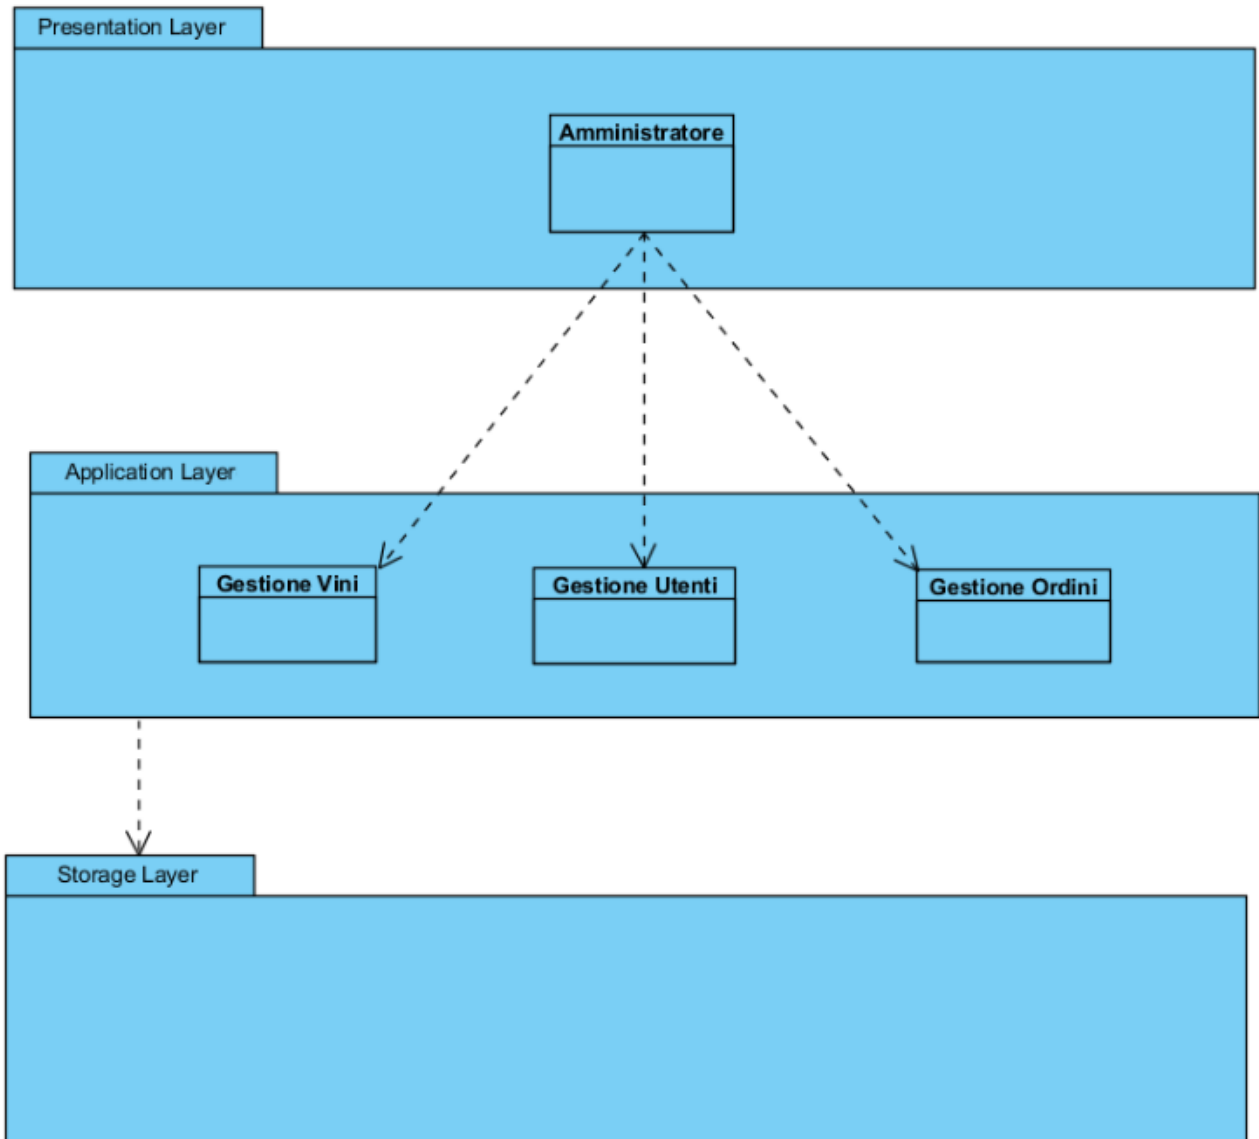 Presentation Layer
Amministratore
Application Layer
Gestione Vini
Gestione Utenti
Gestione Ordini
Storage Layer